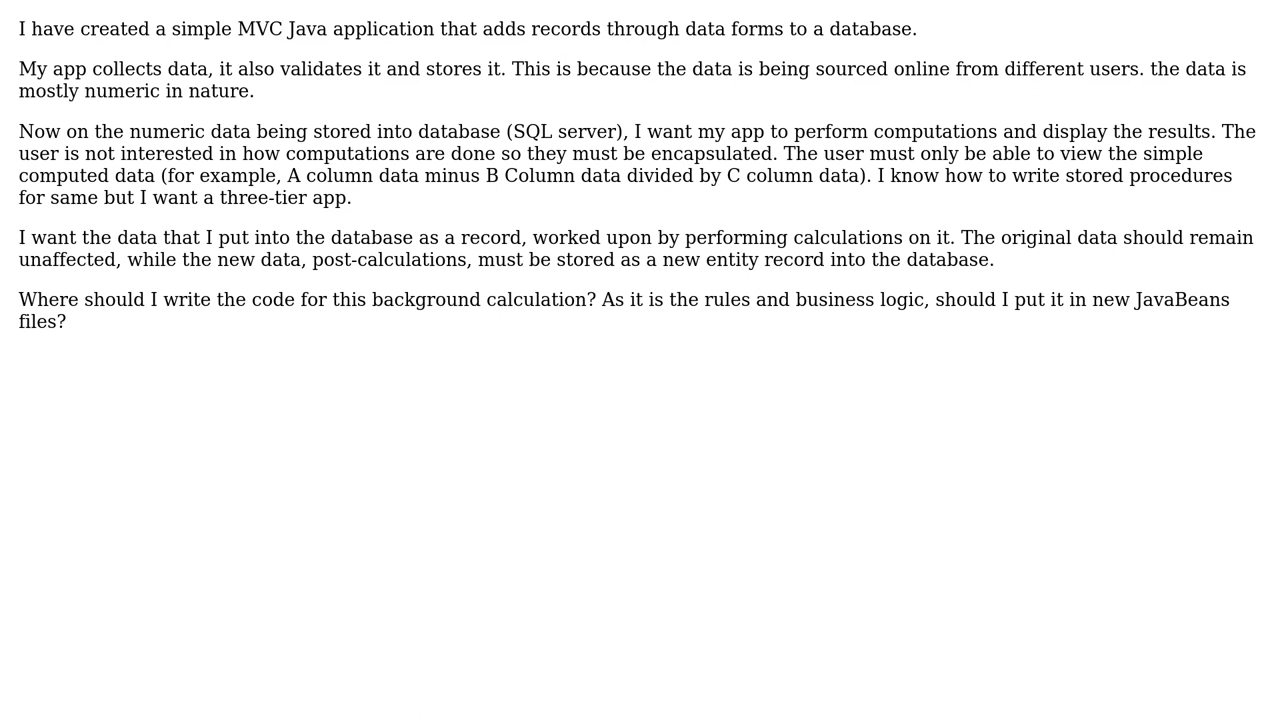 I have created a simple MVC Java application that adds records through data forms to a database.
My app collects data, it also validates it and stores it. This is because the data is being sourced online from different users. the data is
mostly numeric in nature.
Now on the numeric data being stored into database (SQL server), I want my app to perform computations and display the results. The
user is not interested in how computations are done so they must be encapsulated. The user must only be able to view the simple
computed data (for example, A column data minus B Column data divided by C column data). I know how to write stored procedures
for same but I want a three-tier app.
I want the data that I put into the database as a record, worked upon by performing calculations on it. The original data should remain
unaffected, while the new data, post-calculations, must be stored as a new entity record into the database.
Where should I write the code for this background calculation? As it is the rules and business logic, should I put it in new JavaBeans
files?